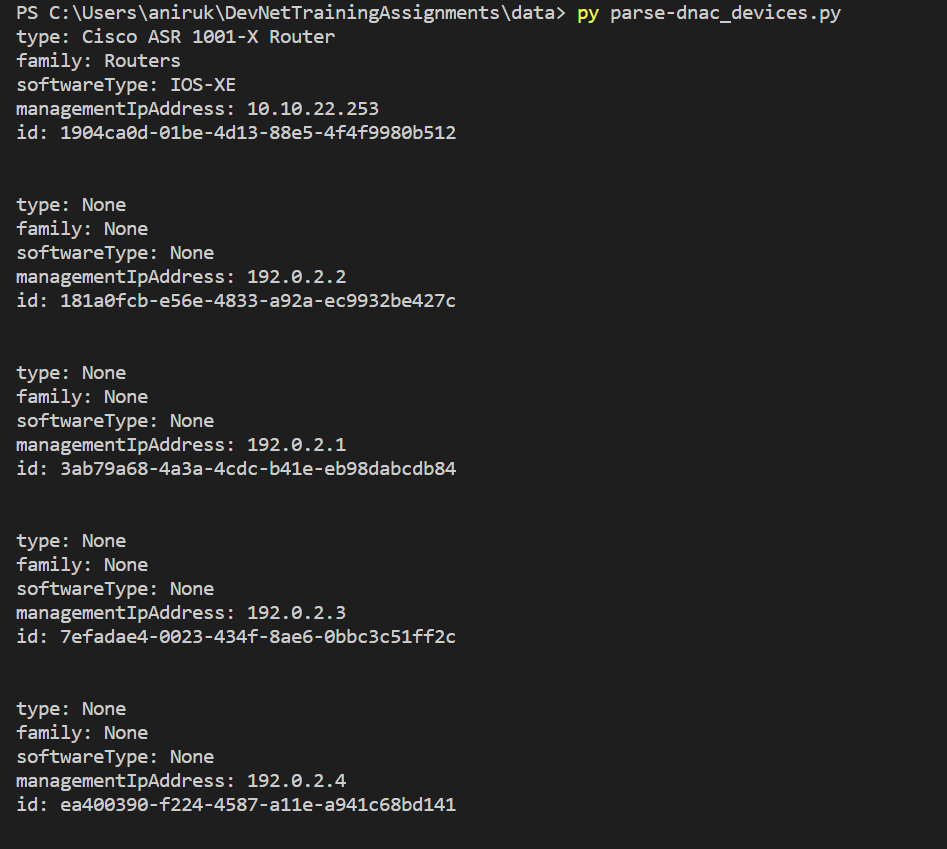 PS C:\Users\aniruk\DevNetTrainingAssignments\data> py parse-dnac_devices.py
type: Cisco ASR 1001-X Router
family: Routers
softwareType: IOS-XE
managementIpAddress: 10.10.22.253
id: 1904ca0d-01be-4d13-88e5-4f4f9980b512
type: None
family: None
softwareType: None
managementIpAddress: 192.0.2.2
id: 181a0fcb-e56e-4833-a92a-ec9932be427c
type: None
family: None
softwareType: None
managementIpAddress: 192.0.2.1
id: 3ab79a68-4a3a-4cdc-b41e-eb98dabcdb84
type: None
family: None
softwareType: None
managementIpAddress: 192.0.2.3
id: 7efadae4-0023-434f-8ae6-0bbc3c51ff2c
type: None
family: None
softwareType: None
managementIpAddress: 192.0.2.4
id: ea400390-f224-4587-a11e-a941c68bd141